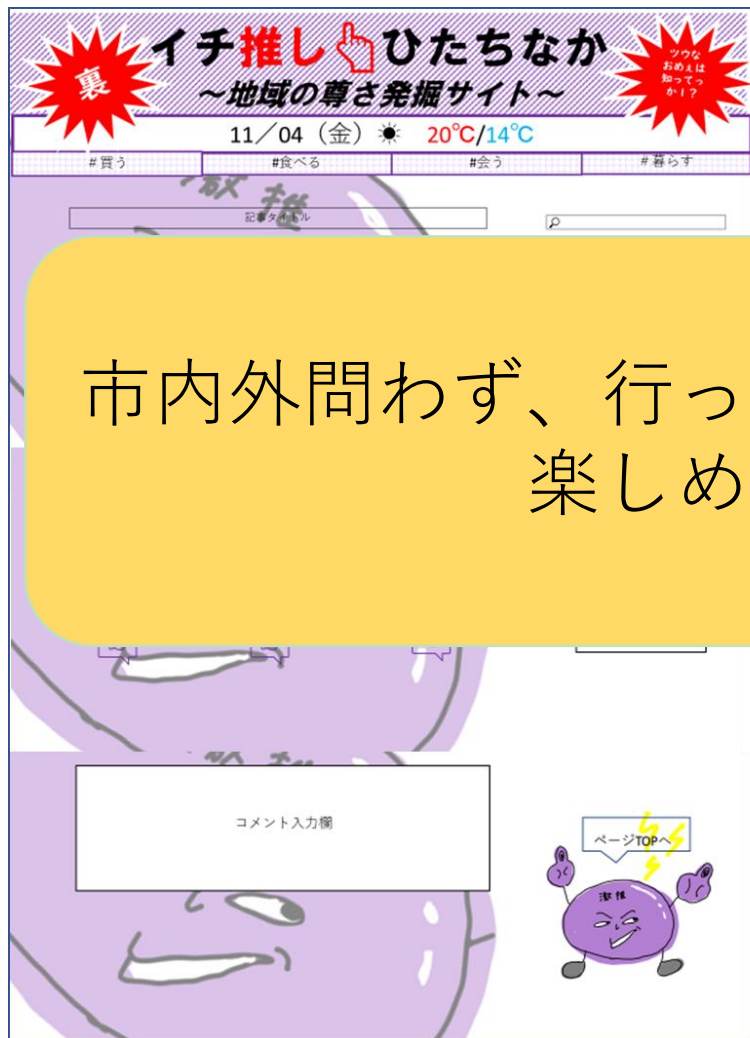 裏
イチ推し ひたちなか
～地域の尊さ発掘サイト～
ツウな
おめぇは
知ってっ
か！？
11／04（金）☀ 20℃/14℃
#買う #食べる #会う #暮らす
激推
記事タイトル
市内外問わず、行っ
楽しめ
コメント入力欄
ページTOPへ
激推